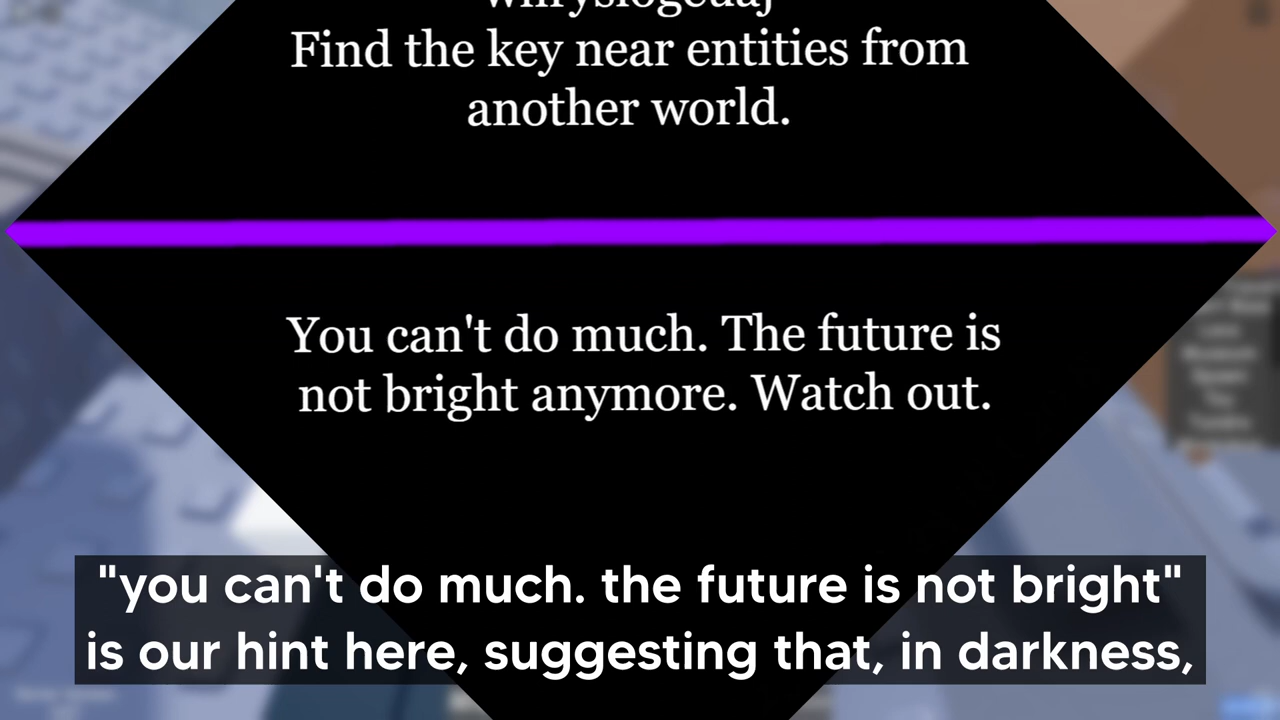 Find the key near entities from
another world.
You can't do much. The future is
not bright anymore. Watch out.
"you can't do much. the future is not bright"
is our hint here, suggesting that, in darkness,